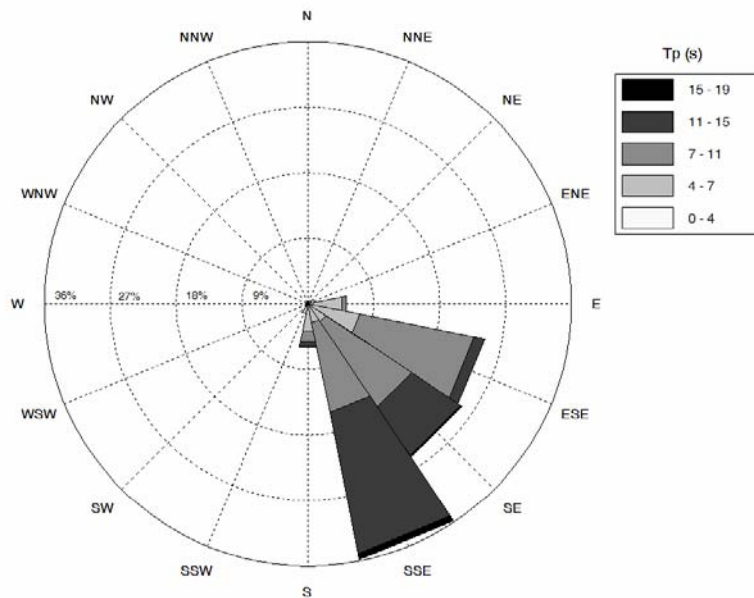 N
NNW
NNE
Tp (s)
15 - 19
11 - 15
7 - 11
4 - 7
0 - 4
NW
NE
WNW
ENE
W
36%
27%
18%
9%
E
WSW
ESE
SW
SE
SSW
SSE
S